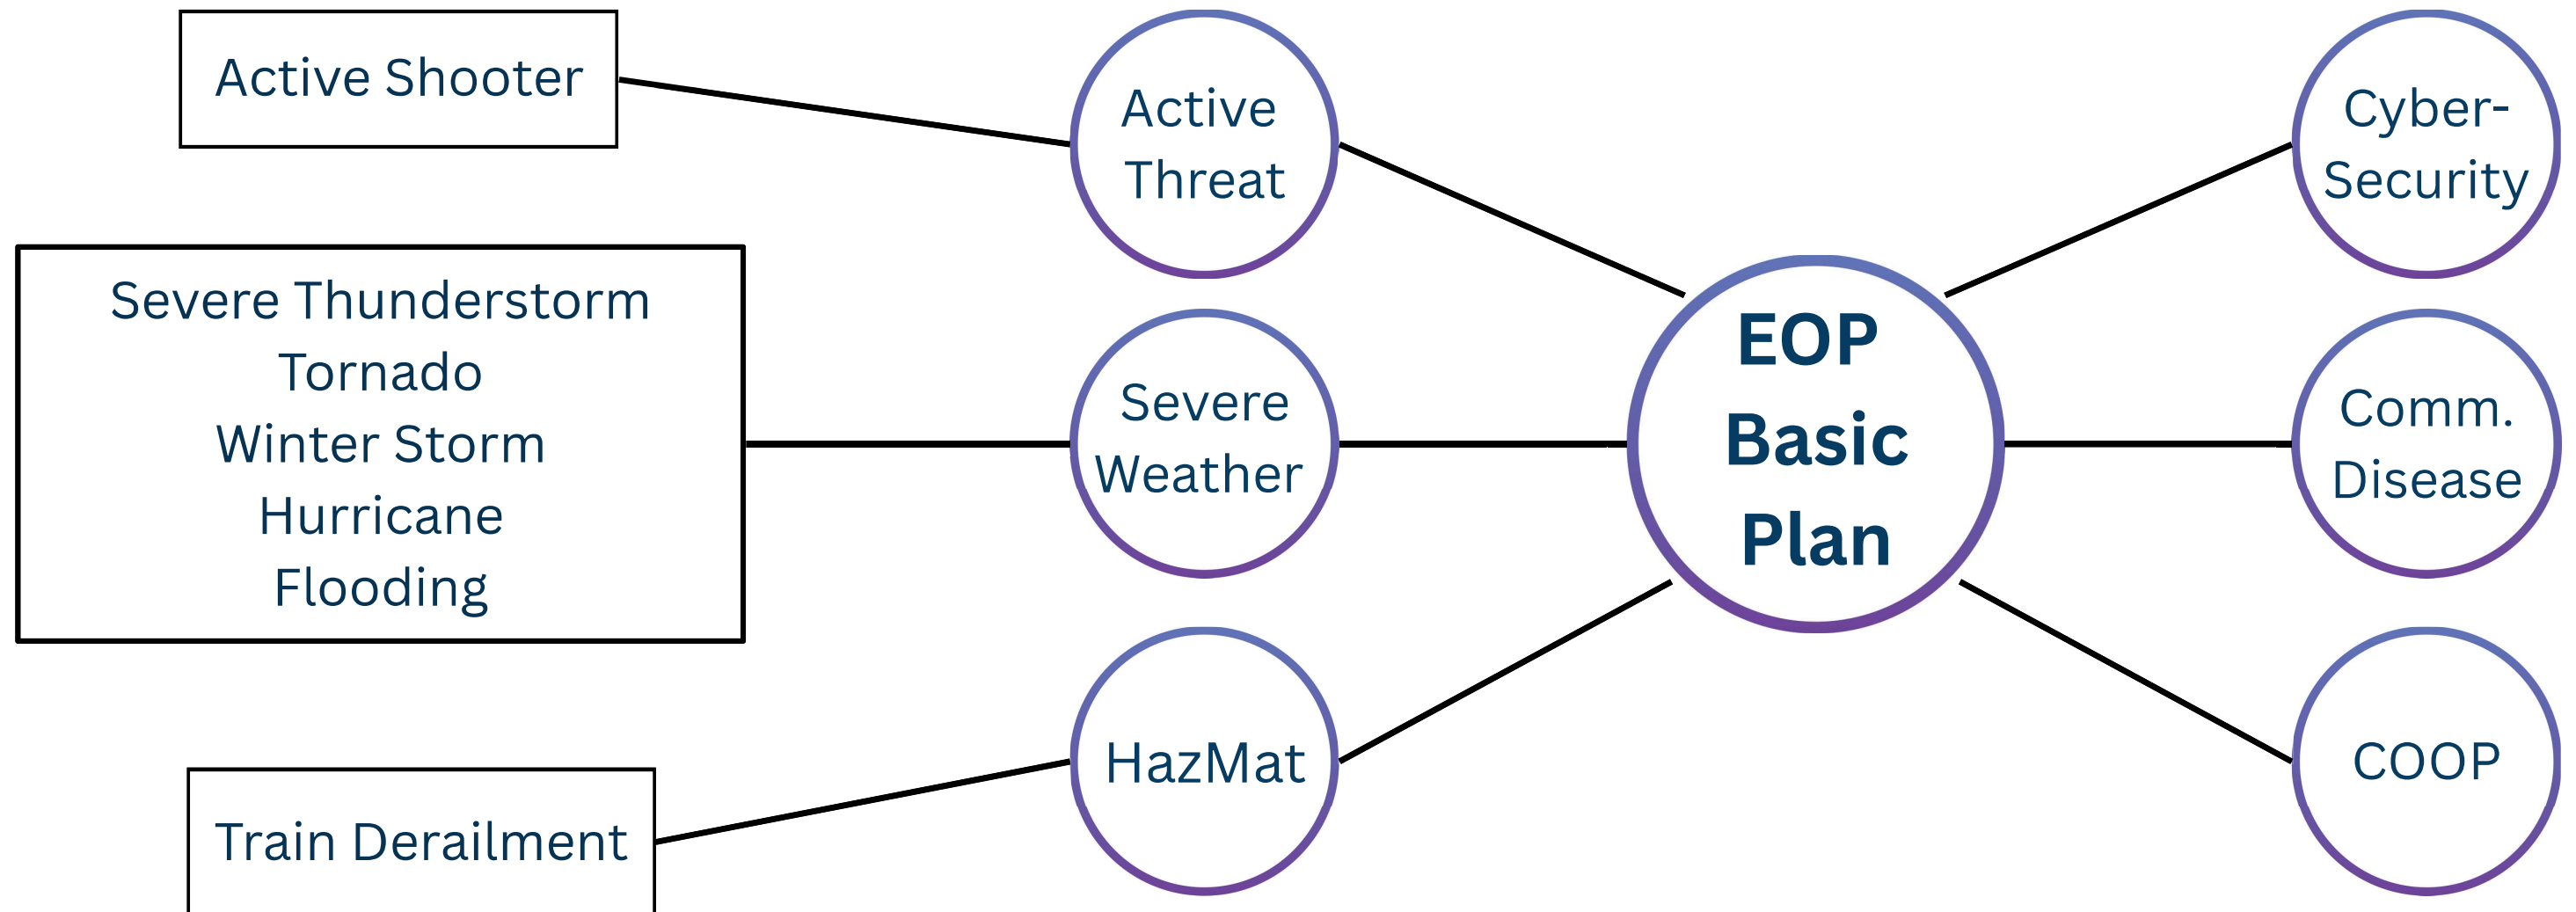 Active Shooter
Severe Thunderstorm
Tornado
Winter Storm
Hurricane
Flooding
Train Derailment
Active
Threat
Severe
Weather
HazMat
EOP
Basic
Plan
Cyber-
Security
Comm.
Disease
COOP